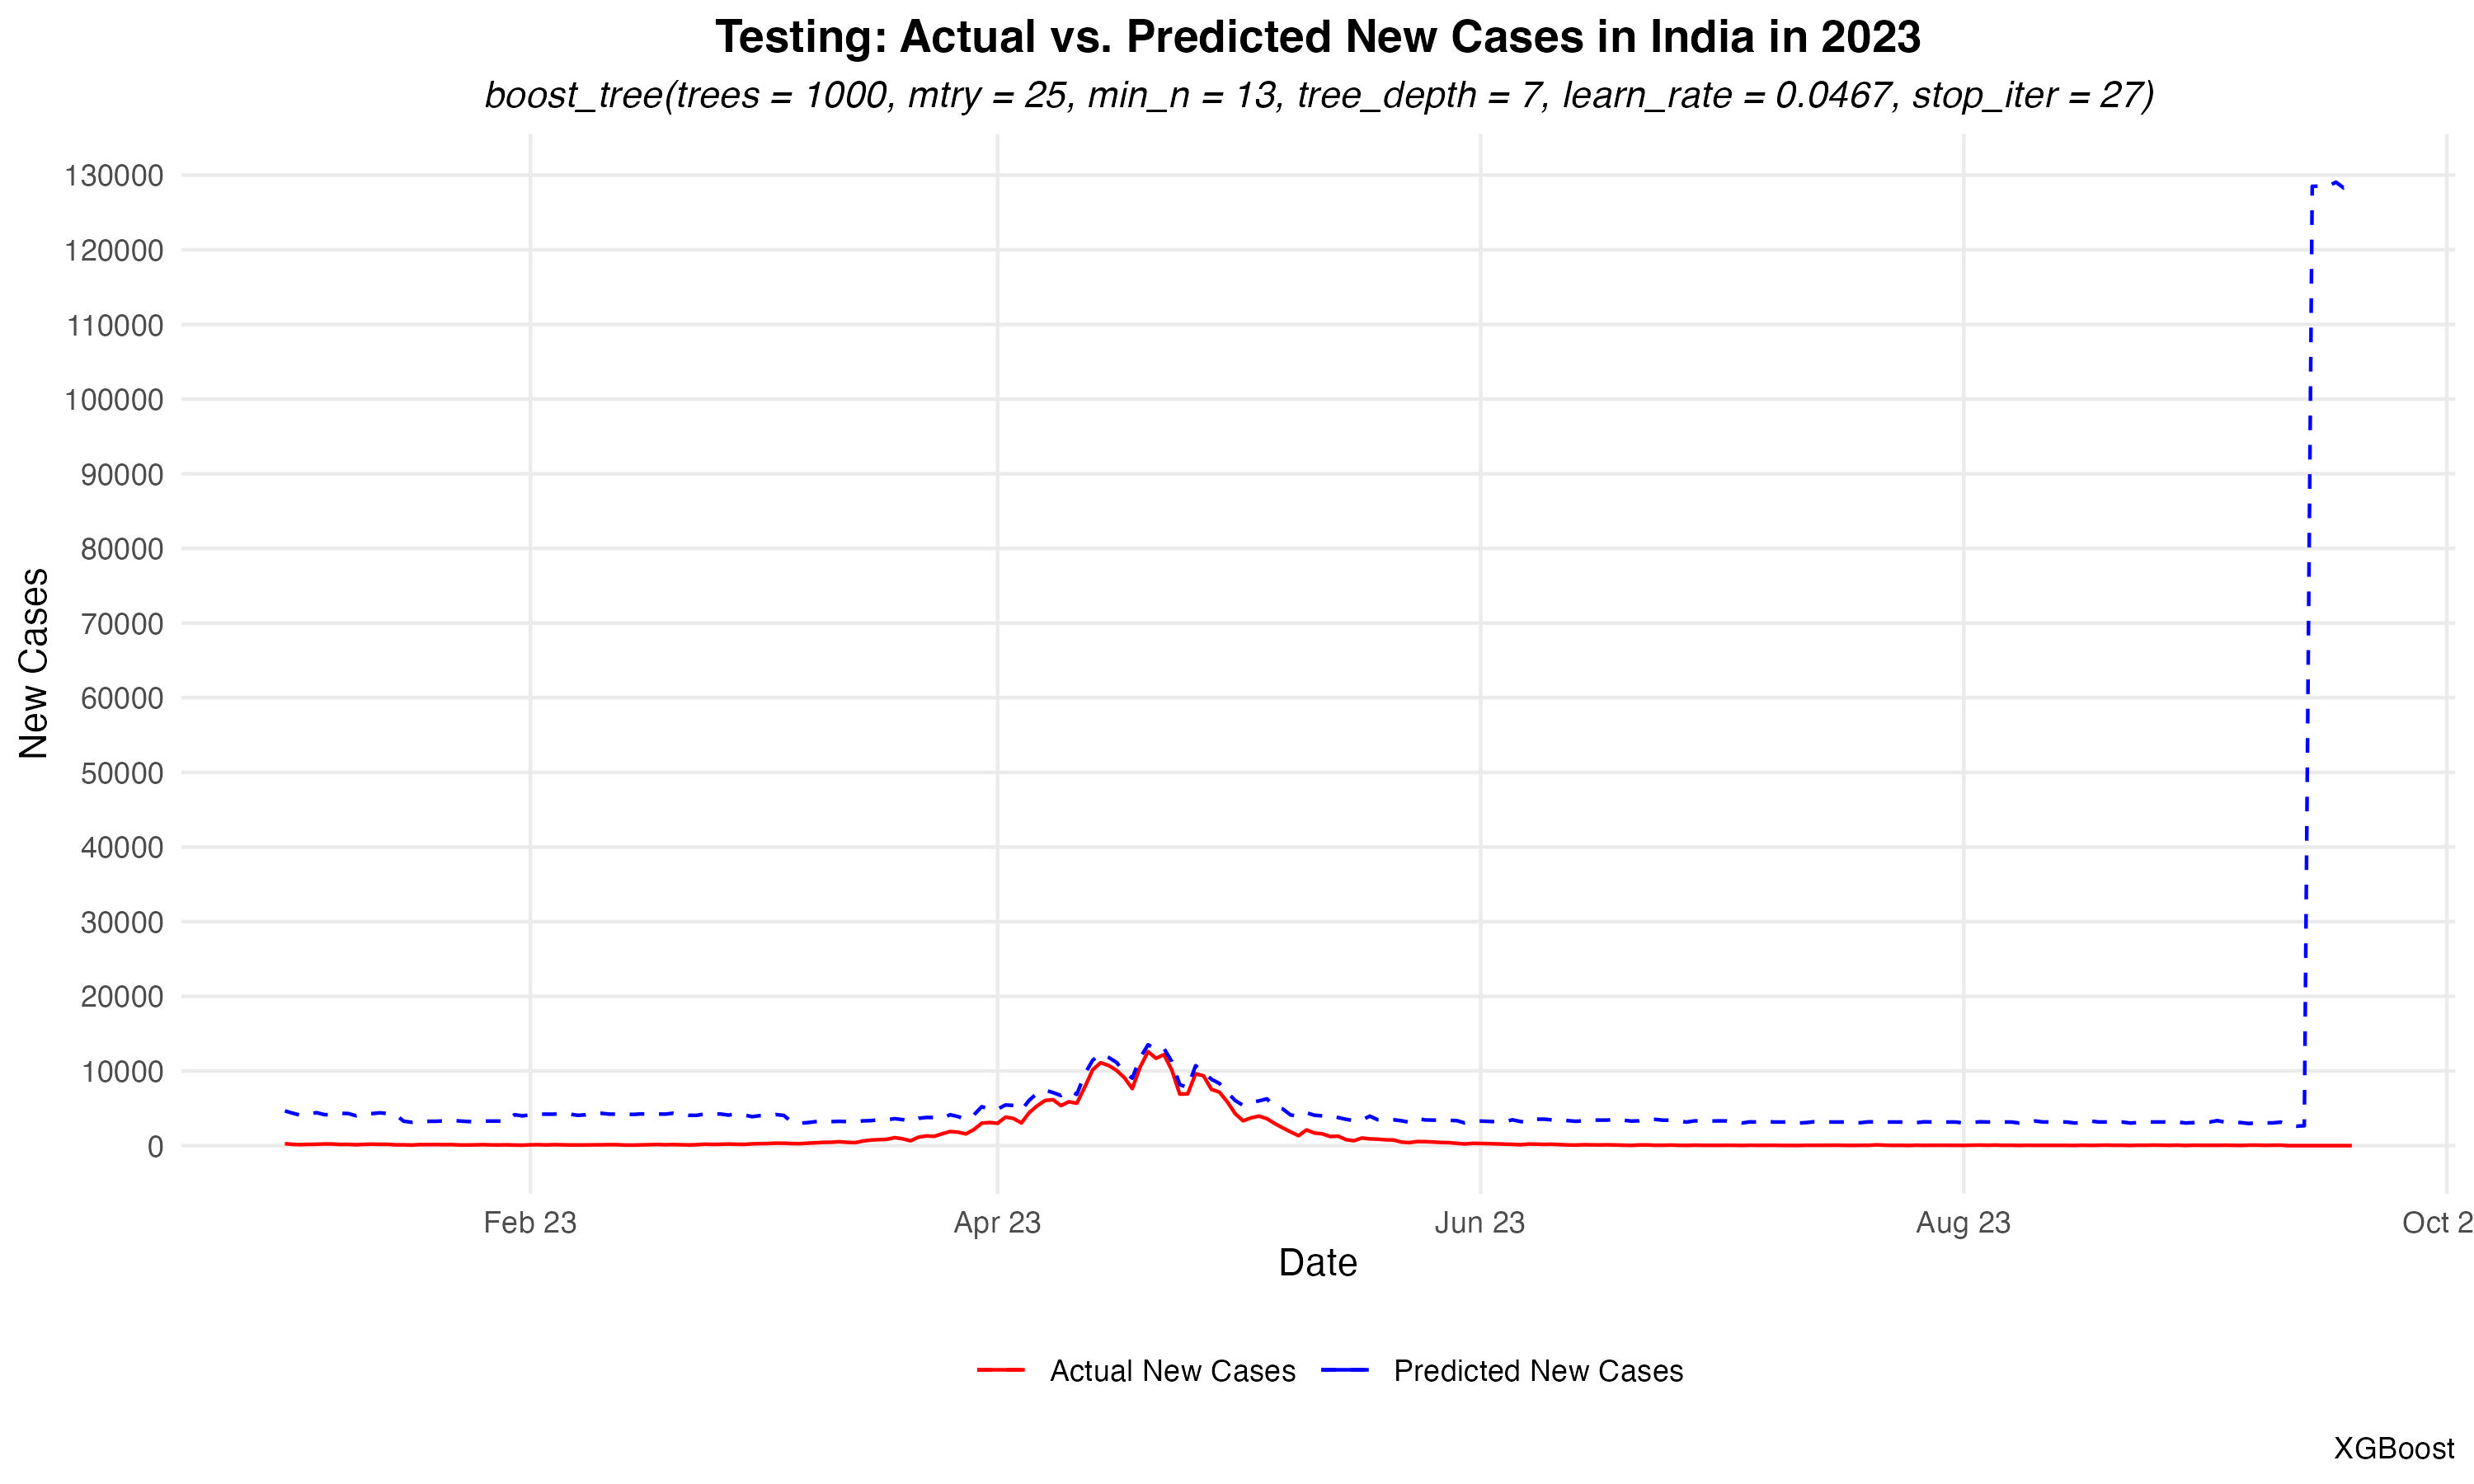 Testing: Actual vs. Predicted New Cases in India in 2023
boost_tree(trees = 1000, mtry = 25, min_n = 13, tree_depth = 7, learn_rate = 0.0467, stop_iter = 27)
New Cases
130000
120000
110000
100000
90000
80000
70000
60000
50000
40000
30000
20000
10000
0
Feb 23 Apr 23 Jun 23 Aug 23 Oct 2
Date
Actual New Cases Predicted New Cases
XGBoost